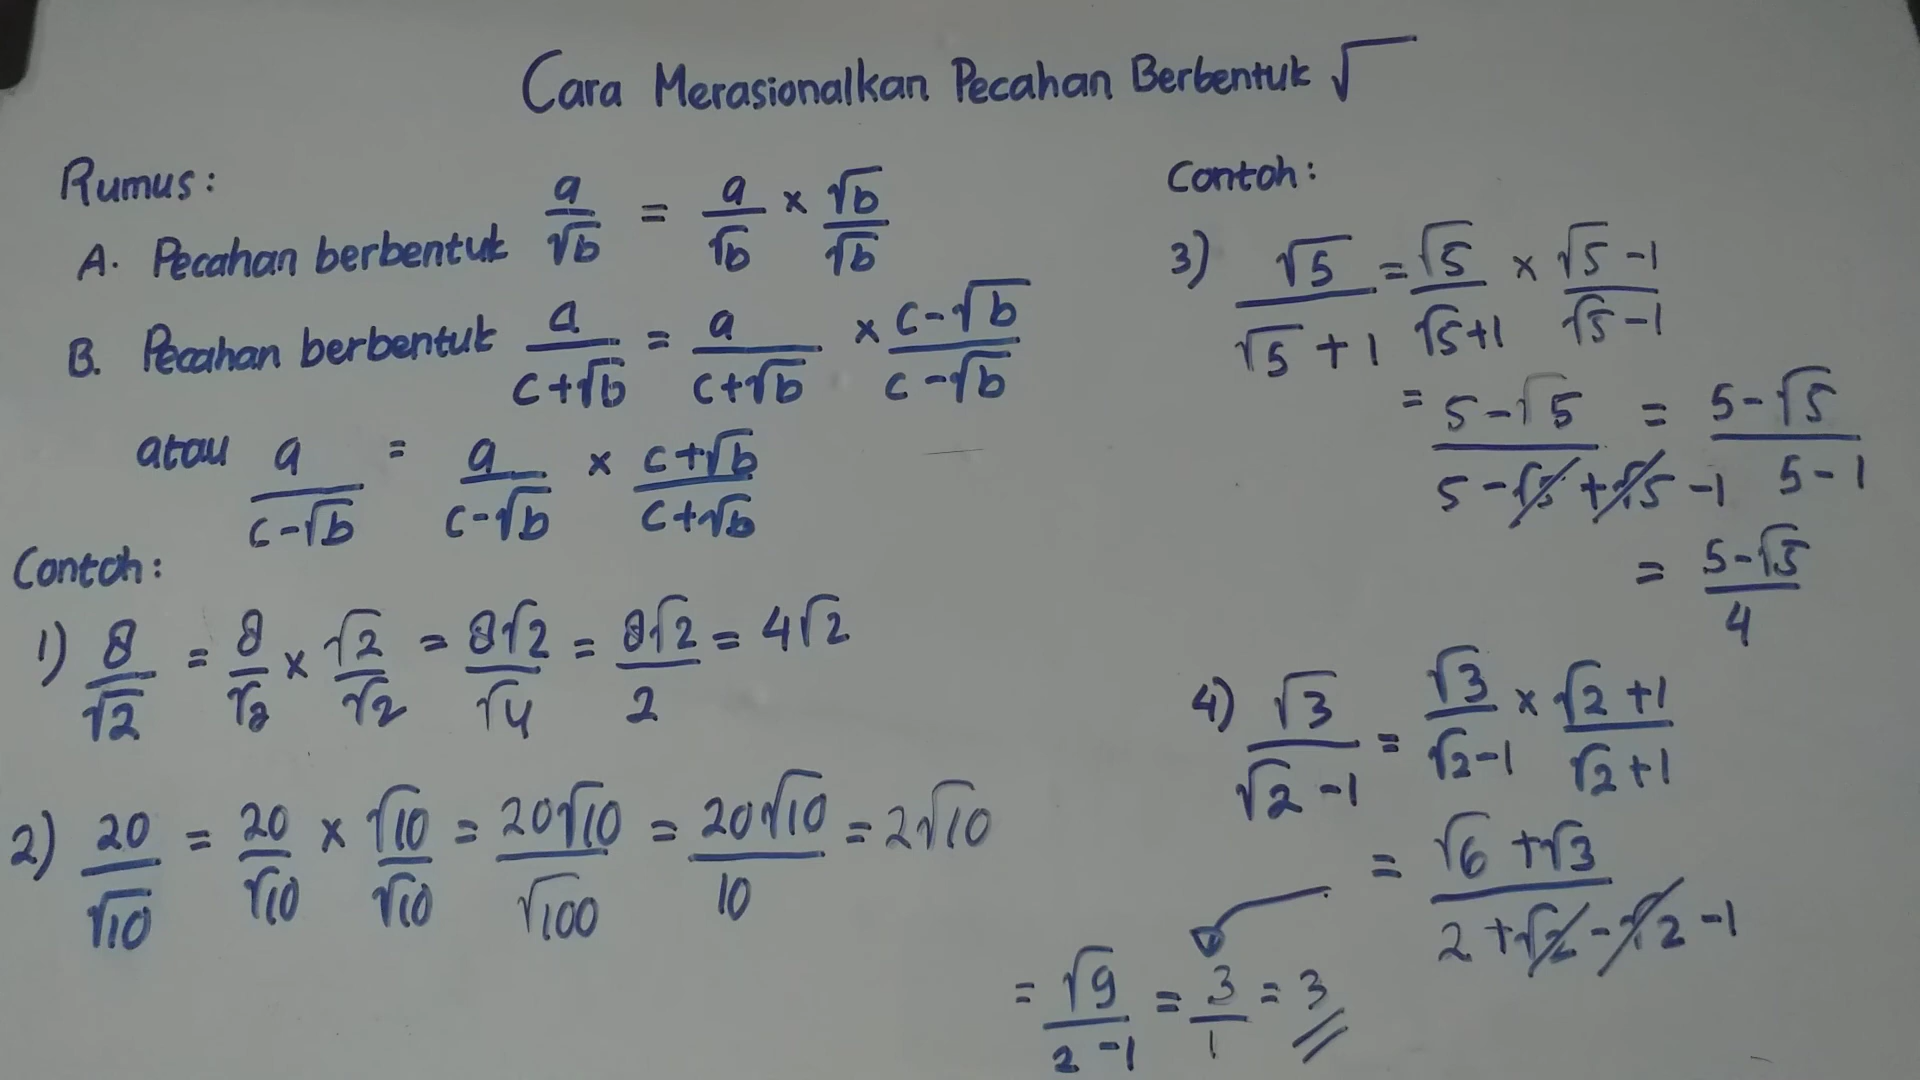 Cara Merasionalkan Pecahan Berbentuk √
Rumus:
A. Pecahan berbentuk a/√b = a/√b × √b/√b
B. Pecahan berbentuk a/(c+√b) = a/(c+√b) × (c-√b)/(c-√b)
atau a/(c-√b) = a/(c-√b) × (c+√b)/(c+√b)
Contoh:
1) 8/√2 = 8/√2 × √2/√2 = 8√2/√4 = 8√2/2 = 4√2
2) 20/√10 = 20/√10 × √10/√10 = 20√10/√100 = 20√10/10 = 2√10
Contoh:
3) √5/(√5+1) = √5/(√5+1) × (√5-1)/(√5-1)
= (5-√5)/(5-√5+√5-1) = (5-√5)/(5-1)
= (5-√5)/4
4) √3/(√2-1) = √3/(√2-1) × (√2+1)/(√2+1)
= (√6+√3)/(2+√2-√2-1)
= √9/(2-1) = 3/1 = 3